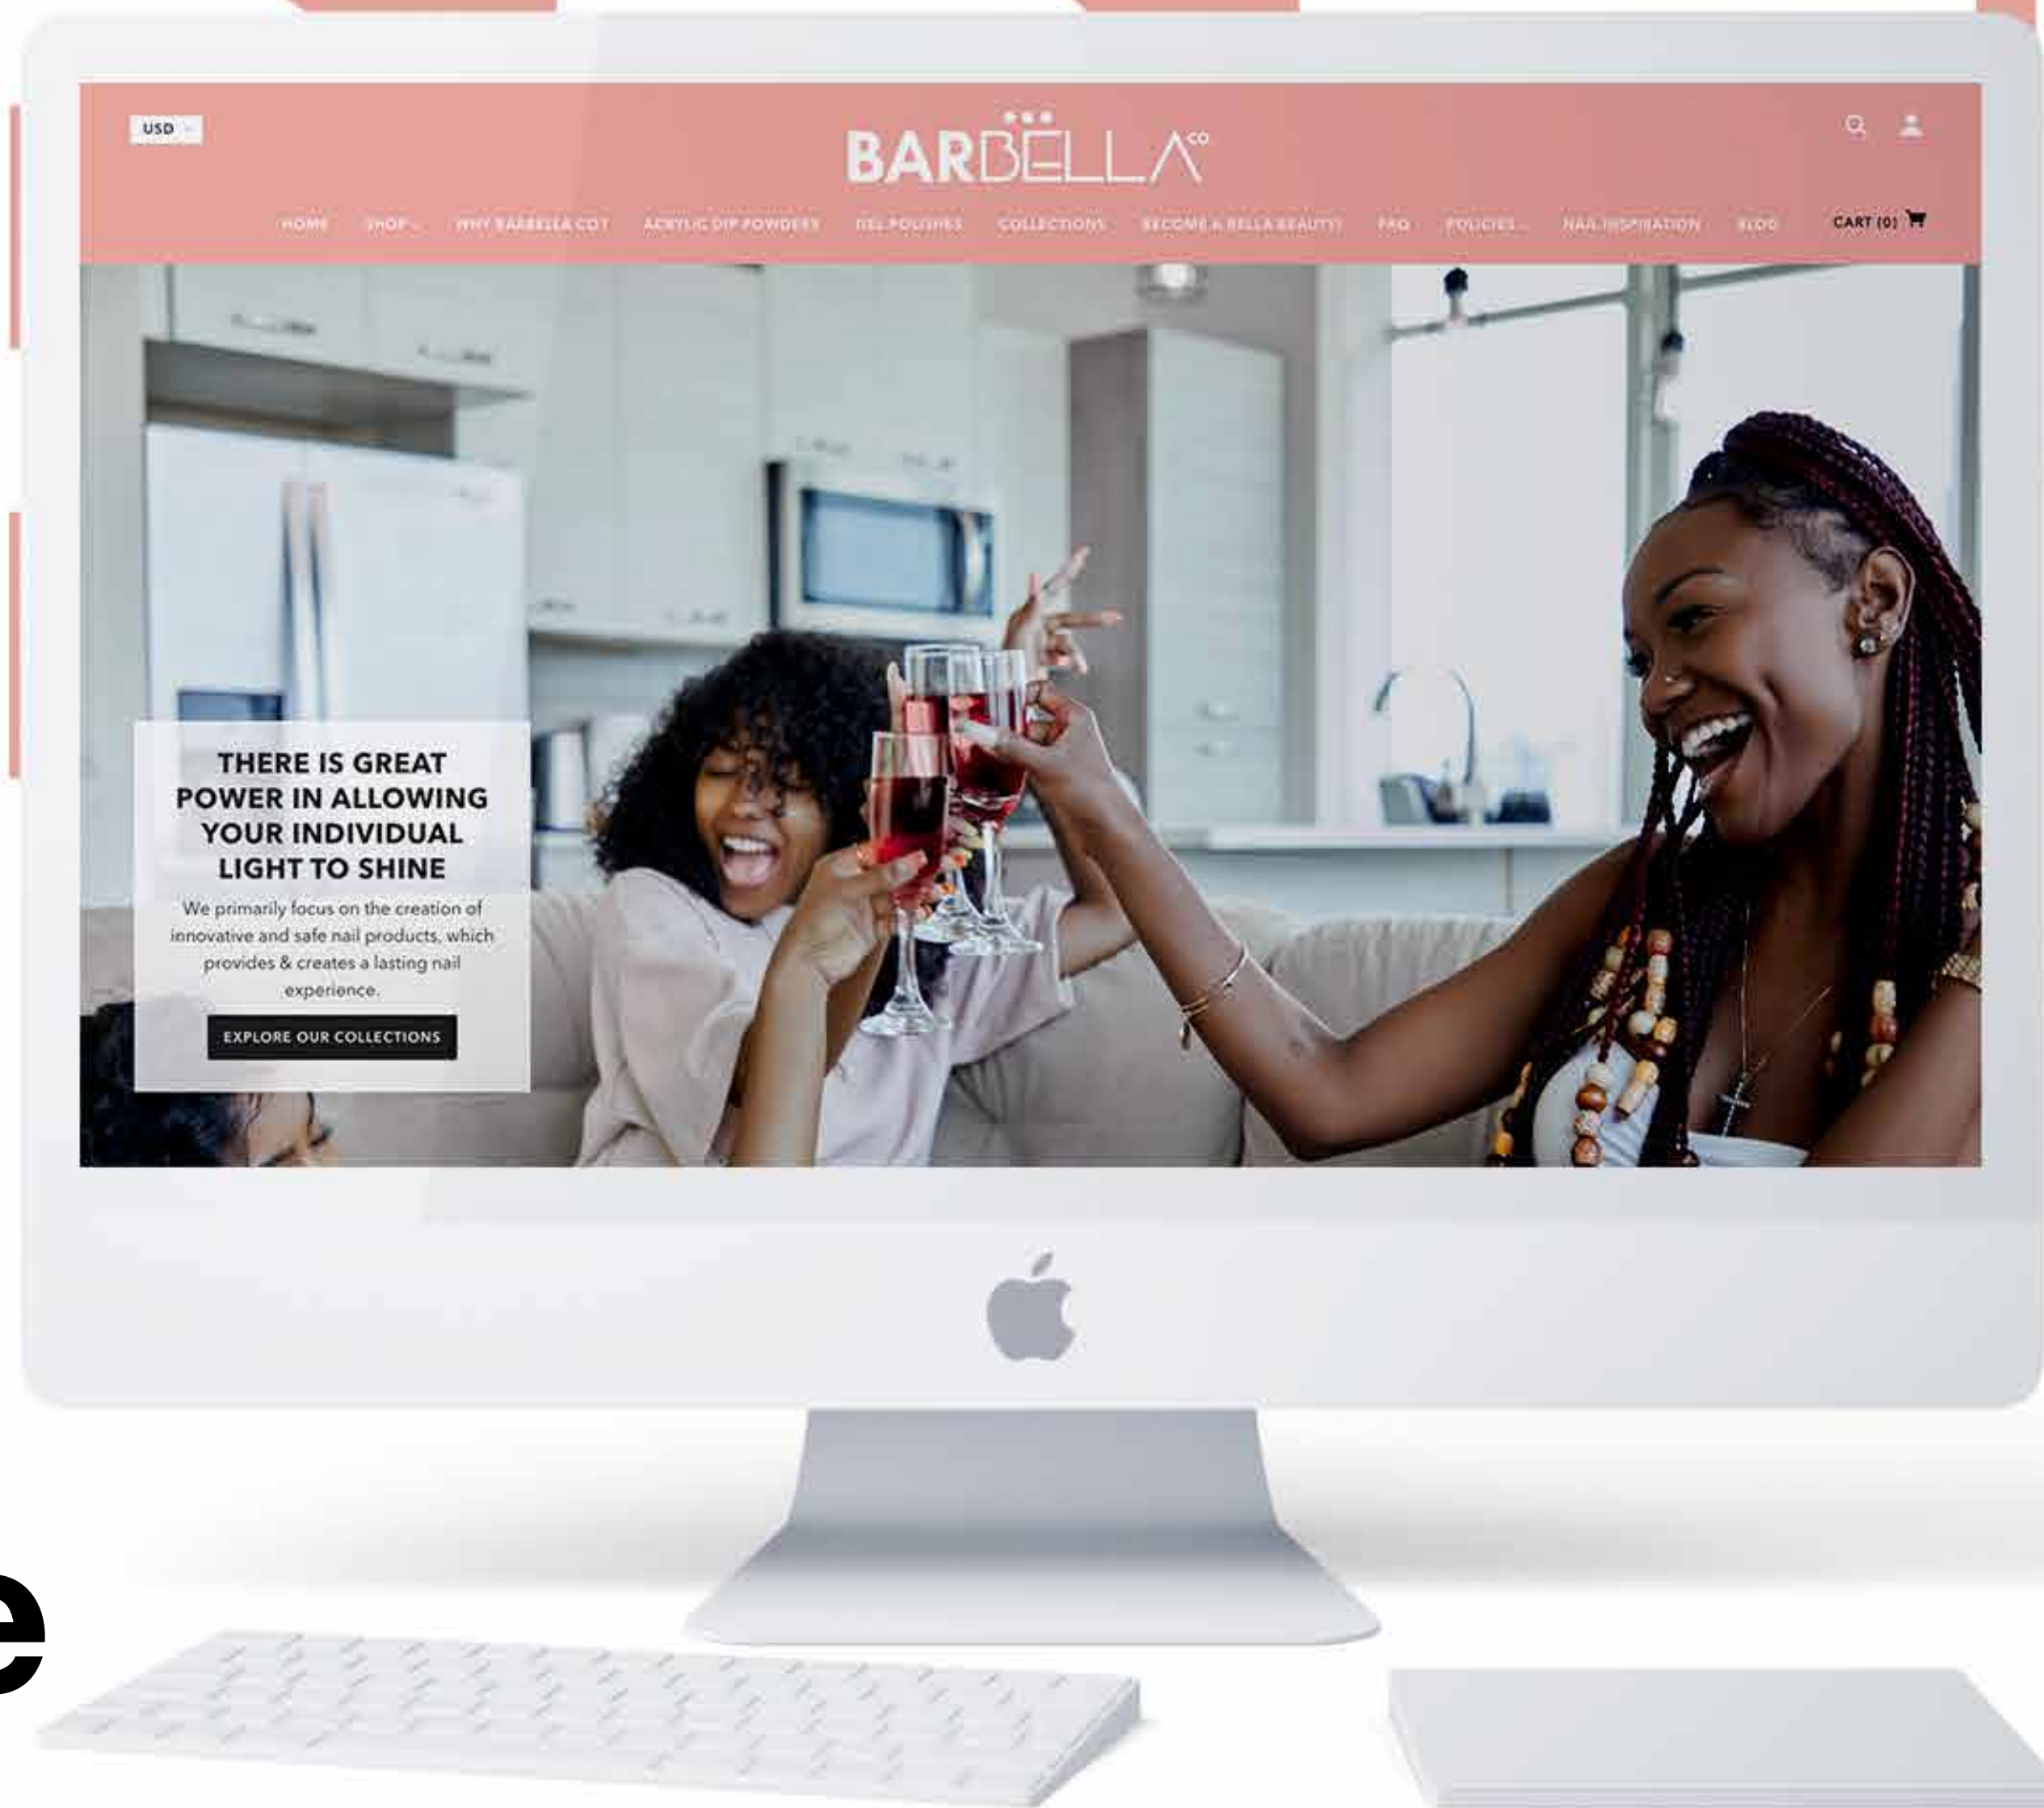 USD
BARBELLA CO
HOME SHOP WHY BARBELLA CO? ACRYLIC DIP POWDERS GEL POLISHES COLLECTIONS BECOME A BELLA BEAUTY! FAQ POLICIES NAIL INSPIRATION BLOG CART (0)
THERE IS GREAT
POWER IN ALLOWING
YOUR INDIVIDUAL
LIGHT TO SHINE
We primarily focus on the creation of
innovative and safe nail products, which
provides & creates a lasting nail
experience.
EXPLORE OUR COLLECTIONS
e